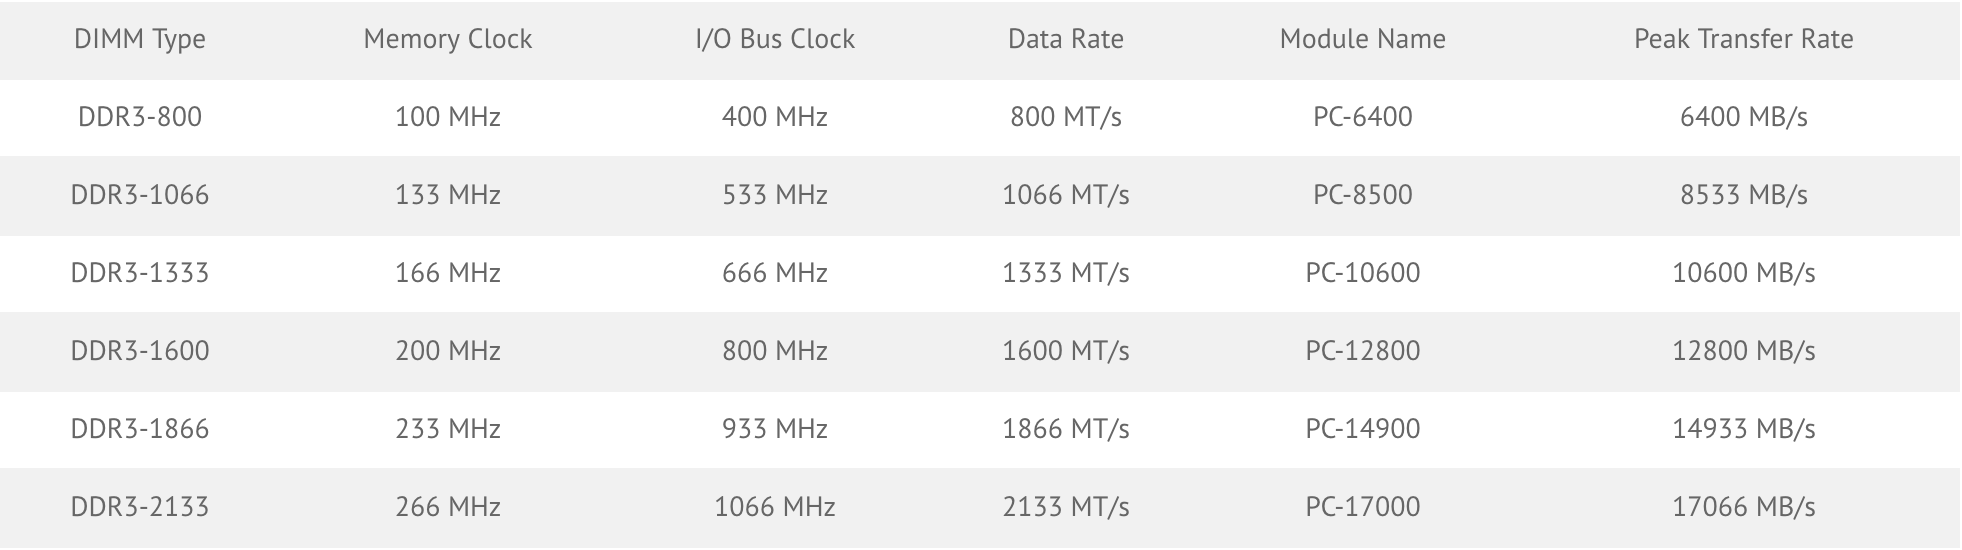 DIMM Type Memory Clock I/O Bus Clock Data Rate Module Name Peak Transfer Rate
DDR3-800 100 MHz 400 MHz 800 MT/s PC-6400 6400 MB/s
DDR3-1066 133 MHz 533 MHz 1066 MT/s PC-8500 8533 MB/s
DDR3-1333 166 MHz 666 MHz 1333 MT/s PC-10600 10600 MB/s
DDR3-1600 200 MHz 800 MHz 1600 MT/s PC-12800 12800 MB/s
DDR3-1866 233 MHz 933 MHz 1866 MT/s PC-14900 14933 MB/s
DDR3-2133 266 MHz 1066 MHz 2133 MT/s PC-17000 17066 MB/s